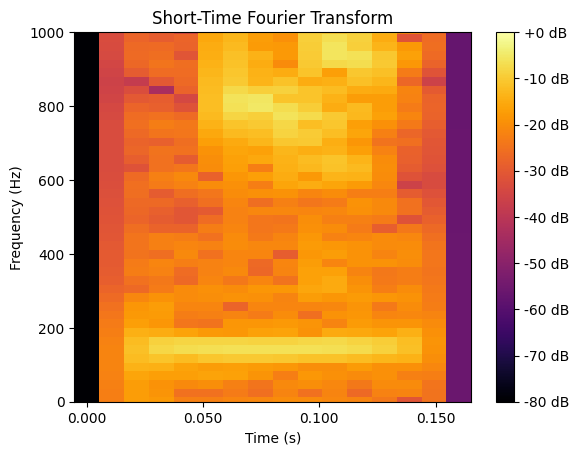 Short-Time Fourier Transform
1000
800
600
400
200
0
Frequency (Hz)
0.000
0.050
0.100
0.150
Time (s)
+0 dB
-10 dB
-20 dB
-30 dB
-40 dB
-50 dB
-60 dB
-70 dB
-80 dB